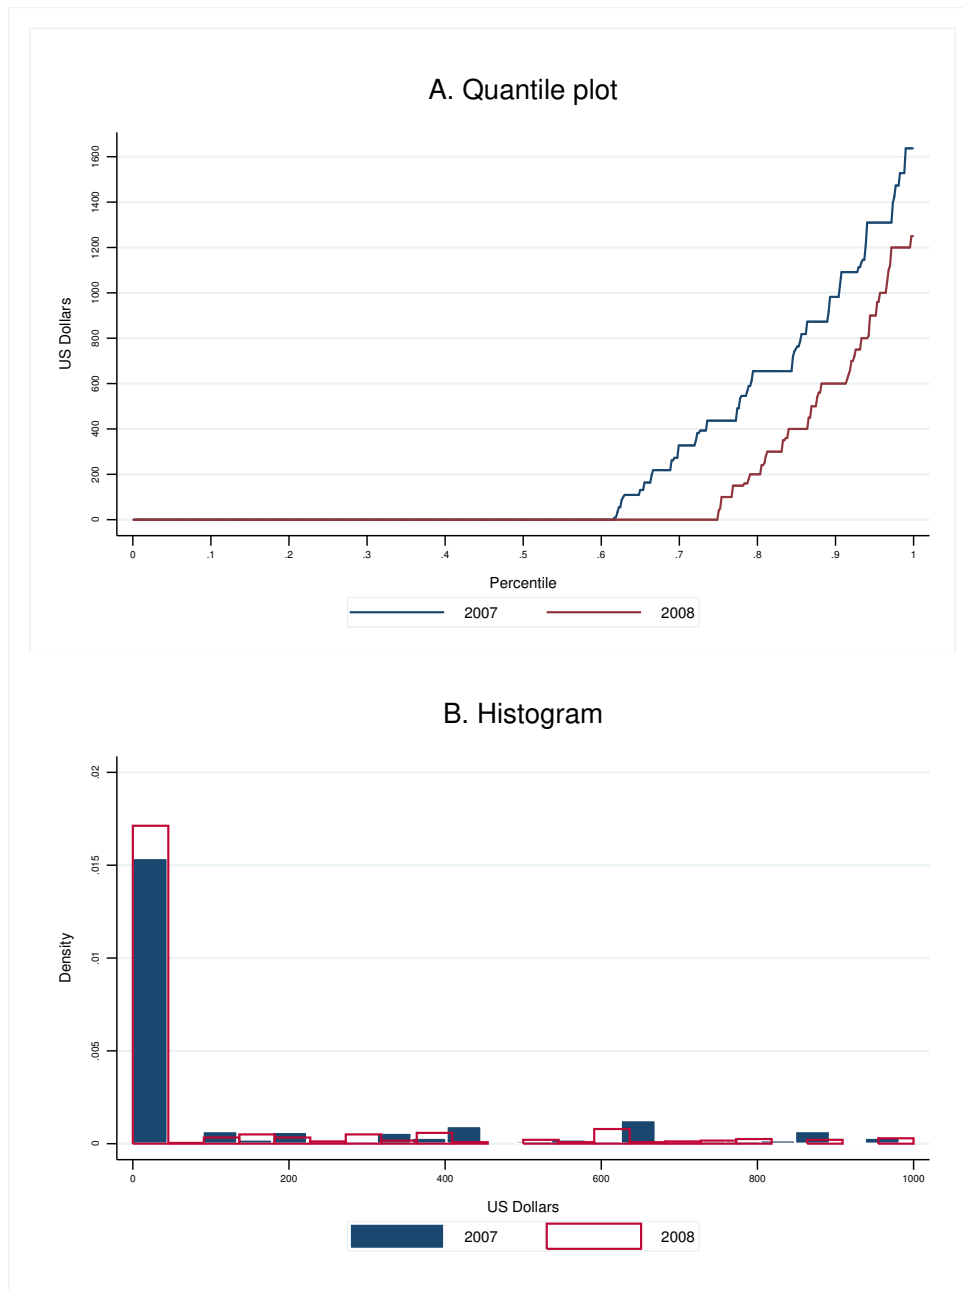 A. Quantile plot
1600
1400
1200
1000
800
600
400
200
0
US Dollars
0 .1 .2 .3 .4 .5 .6 .7 .8 .9 1
Percentile
2007 2008
B. Histogram
.02
.015
.01
.005
0
Density
0 200 400 600 800 1000
US Dollars
2007 2008